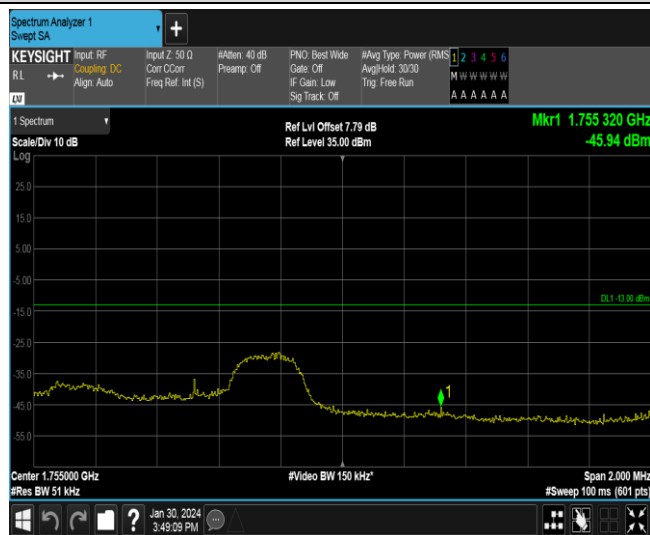 Spectrum Analyzer 1
Swept SA
+
KEYSIGHT
RL
LXI
Input: RF
Coupling: DC
Align: Auto
Input Z: 50 Ω
Corr CCorr
Freq Ref: Int (S)
#Atten: 40 dB
Preamp: Off
PNO: Best Wide
Gate: Off
IF Gain: Low
Sig Track: Off
#Avg Type: Power (RMS
Avg|Hold: 30/30
Trig: Free Run
1 2 3 4 5 6
M W W W W W
A A A A A A
1 Spectrum
Scale/Div 10 dB
Log
Ref Lvl Offset 7.79 dB
Ref Level 35.00 dBm
Mkr1 1.755 320 GHz
-45.94 dBm
25.0
15.0
5.00
-5.00
DL1 -13.00 dBm
-15.0
-25.0
-35.0
1
-45.0
-55.0
Center 1.755000 GHz
#Video BW 150 kHz*
Span 2.000 MHz
#Res BW 51 kHz
#Sweep 100 ms (601 pts)
?
Jan 30, 2024
3:49:09 PM